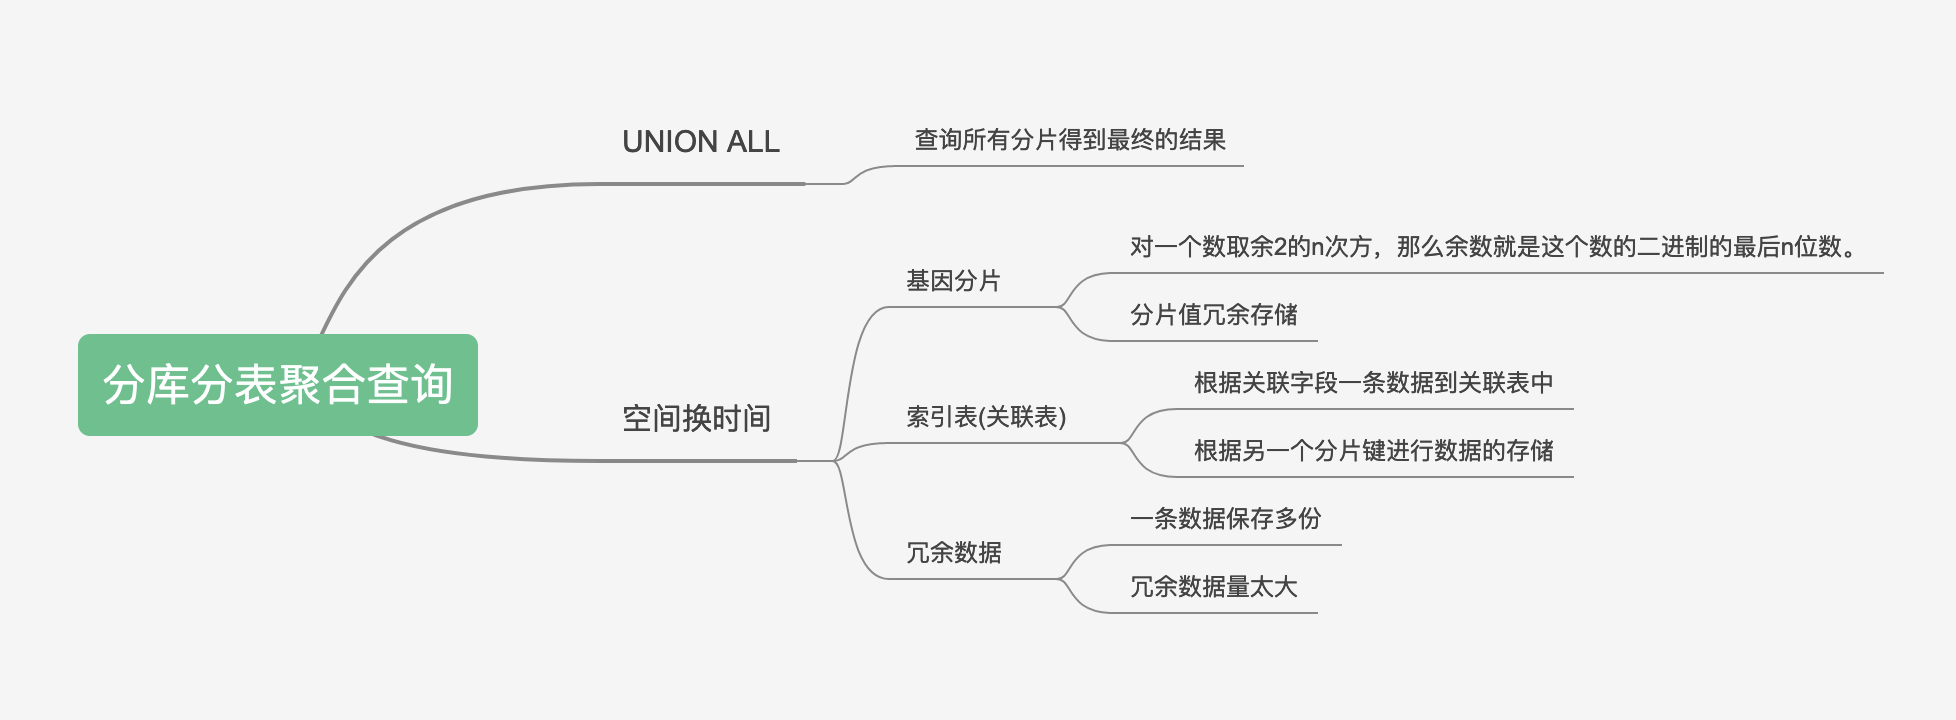 分库分表聚合查询
UNION ALL
查询所有分片得到最终的结果
空间换时间
基因分片
对一个数取余2的n次方，那么余数就是这个数的二进制的最后n位数。
分片值冗余存储
索引表(关联表)
根据关联字段一条数据到关联表中
根据另一个分片键进行数据的存储
冗余数据
一条数据保存多份
冗余数据量太大